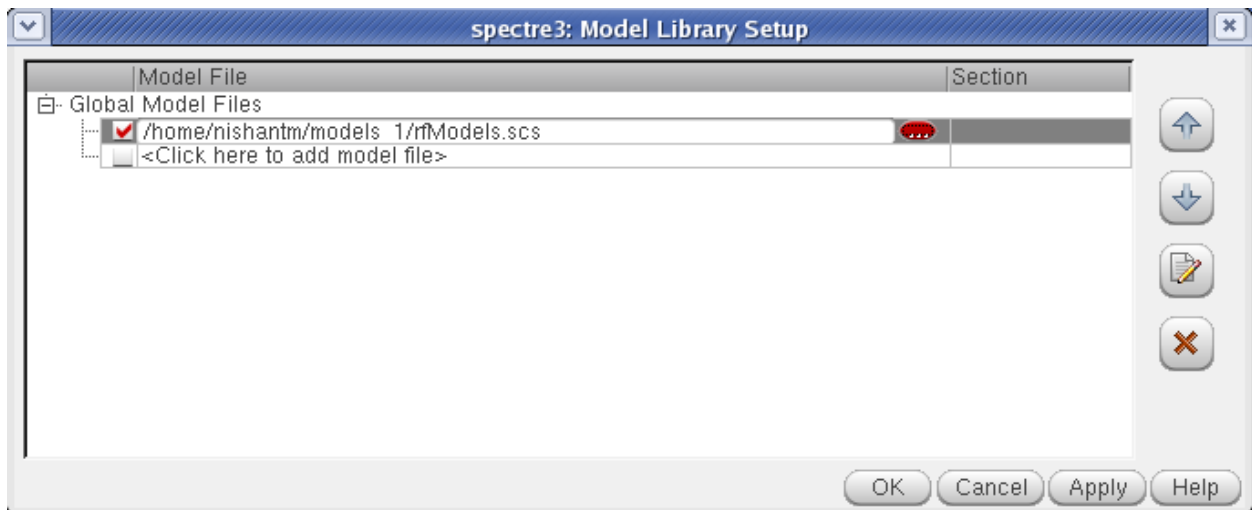 spectre3: Model Library Setup
Model File Section
Global Model Files
/home/nishantm/models_1/rfModels.scs
<Click here to add model file>
OK Cancel Apply Help